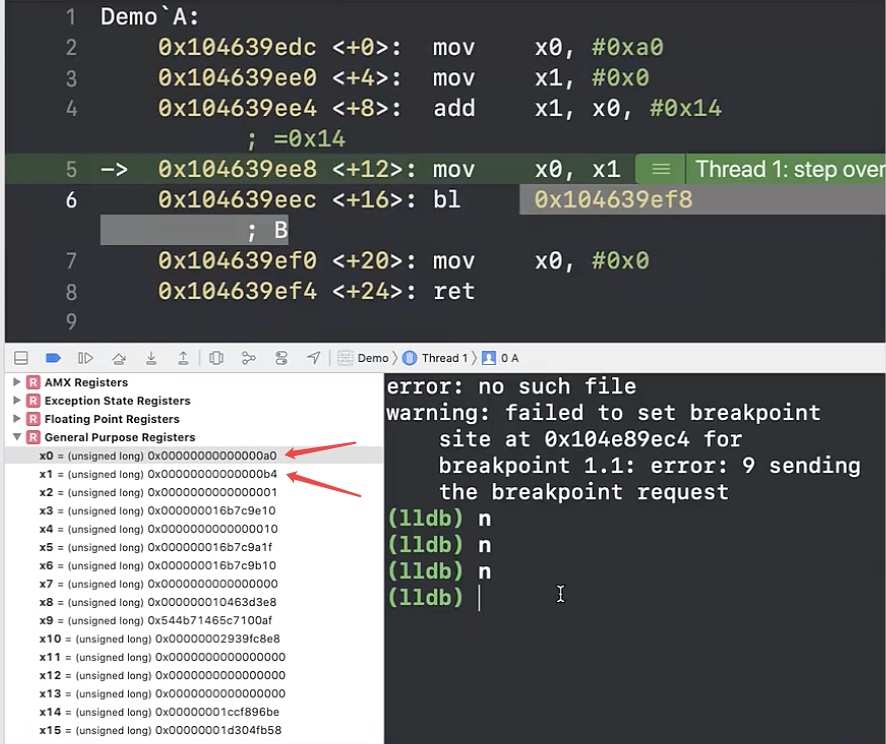 1 Demo`A:
2 0x104639edc <+0>: mov x0, #0xa0
3 0x104639ee0 <+4>: mov x1, #0x0
4 0x104639ee4 <+8>: add x1, x0, #0x14
; =0x14
5 -> 0x104639ee8 <+12>: mov x0, x1 Thread 1: step over
6 0x104639eec <+16>: bl 0x104639ef8
; B
7 0x104639ef0 <+20>: mov x0, #0x0
8 0x104639ef4 <+24>: ret
9
Demo Thread 1 0 A
R AMX Registers
R Exception State Registers
R Floating Point Registers
R General Purpose Registers
x0 = (unsigned long) 0x00000000000000a0
x1 = (unsigned long) 0x00000000000000b4
x2 = (unsigned long) 0x0000000000000001
x3 = (unsigned long) 0x000000016b7c9e10
x4 = (unsigned long) 0x0000000000000010
x5 = (unsigned long) 0x000000016b7c9a1f
x6 = (unsigned long) 0x000000016b7c9b10
x7 = (unsigned long) 0x0000000000000000
x8 = (unsigned long) 0x000000010463d3e8
x9 = (unsigned long) 0x544b71465c7100af
x10 = (unsigned long) 0x00000002939fc8e8
x11 = (unsigned long) 0x0000000000000000
x12 = (unsigned long) 0x0000000000000000
x13 = (unsigned long) 0x0000000000000000
x14 = (unsigned long) 0x00000001ccf896be
x15 = (unsigned long) 0x00000001d304fb58
error: no such file
warning: failed to set breakpoint
site at 0x104e89ec4 for
breakpoint 1.1: error: 9 sending
the breakpoint request
(lldb) n
(lldb) n
(lldb) n
(lldb)